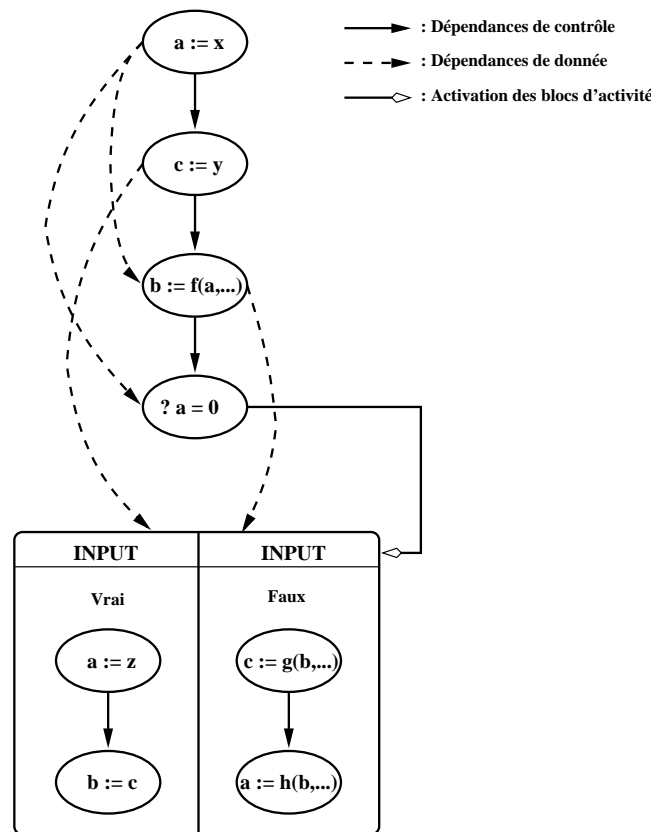 a := x
: Dépendances de contrôle
: Dépendances de donnée
: Activation des blocs d'activité
c := y
b := f(a,...)
? a = 0
INPUT
INPUT
Vrai
Faux
a := z
c := g(b,...)
b := c
a := h(b,...)